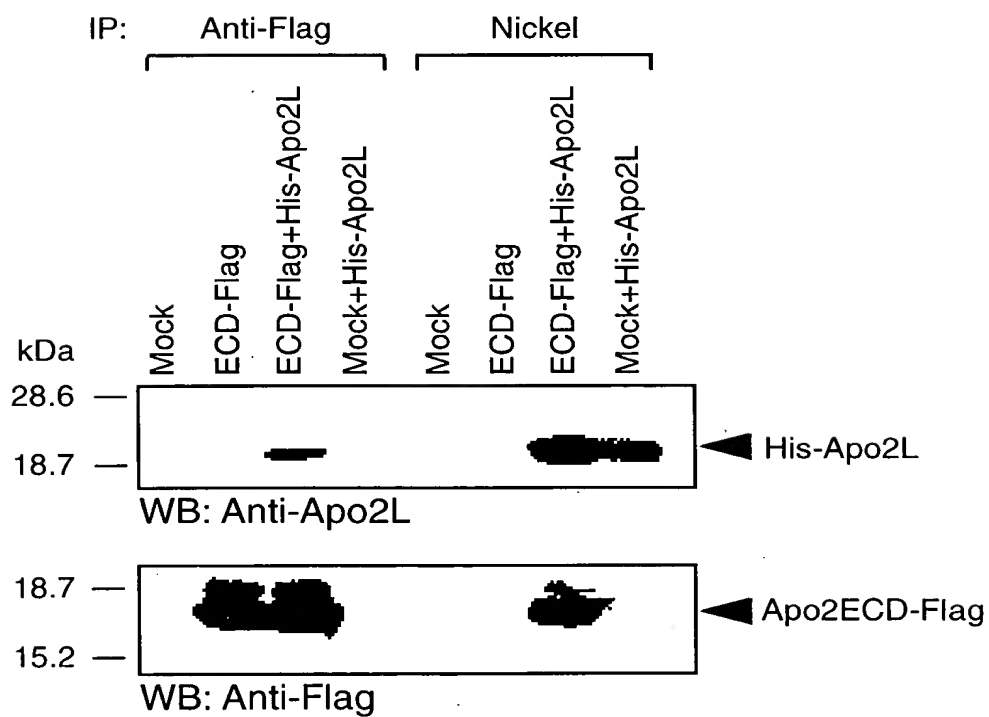 IP: Anti-Flag Nickel
Mock
ECD-Flag
ECD-Flag+His-Apo2L
Mock+His-Apo2L
Mock
ECD-Flag
ECD-Flag+His-Apo2L
Mock+His-Apo2L
kDa
28.6
18.7
His-Apo2L
WB: Anti-Apo2L
18.7
Apo2ECD-Flag
15.2
WB: Anti-Flag